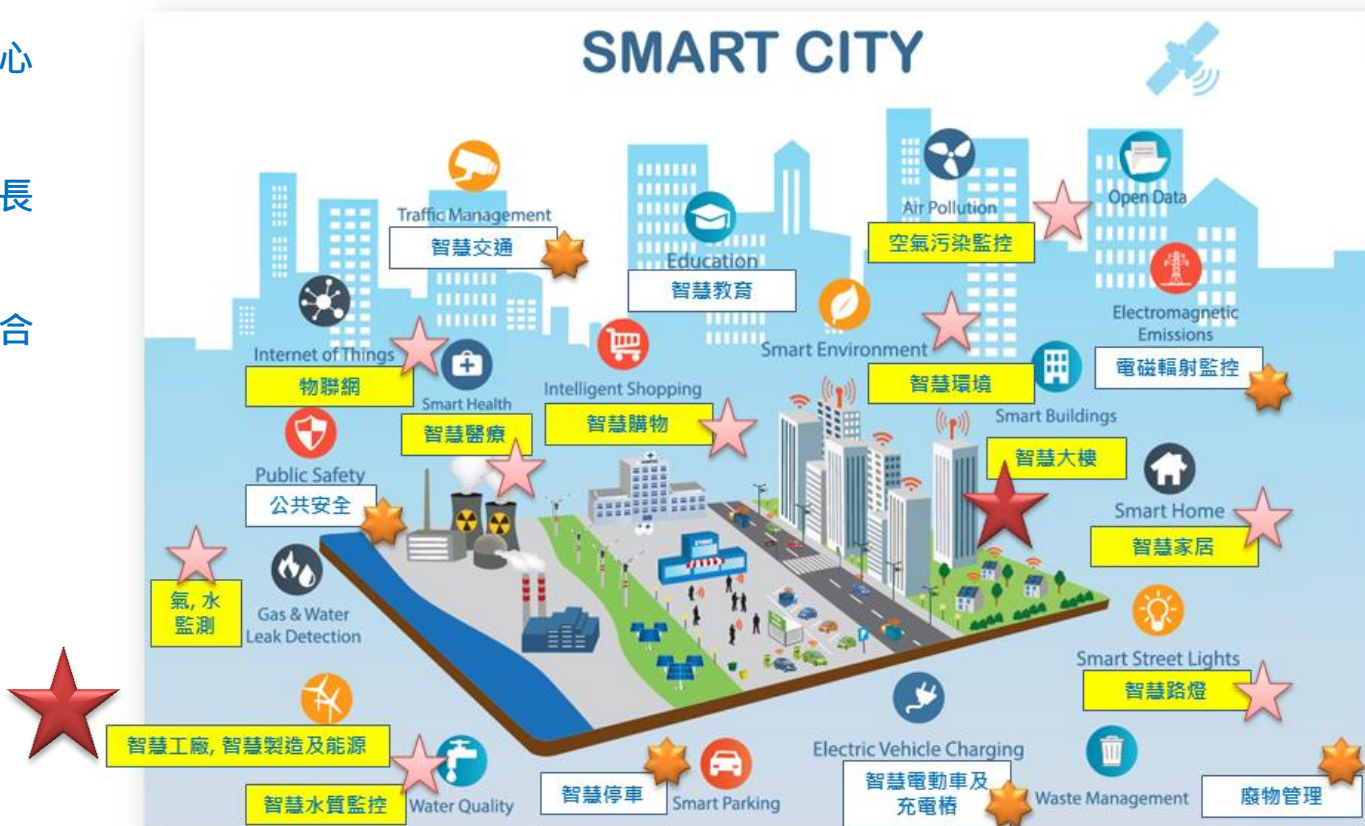 心
長
合
SMART CITY
Traffic Management
智慧交通
Education
智慧教育
Air Pollution
空氣污染監控
Open Data
Internet of Things
物聯網
Smart Health
智慧醫療
Intelligent Shopping
智慧購物
Smart Environment
智慧環境
Electromagnetic
Emissions
電磁輻射監控
Smart Buildings
智慧大樓
Public Safety
公共安全
Smart Home
智慧家居
氣, 水
監測
Gas & Water
Leak Detection
STORE
P
Smart Street Lights
智慧路燈
智慧工廠, 智慧製造及能源
智慧水質監控
Water Quality
智慧停車
Smart Parking
Electric Vehicle Charging
智慧電動車及
充電樁
Waste Management
廢物管理